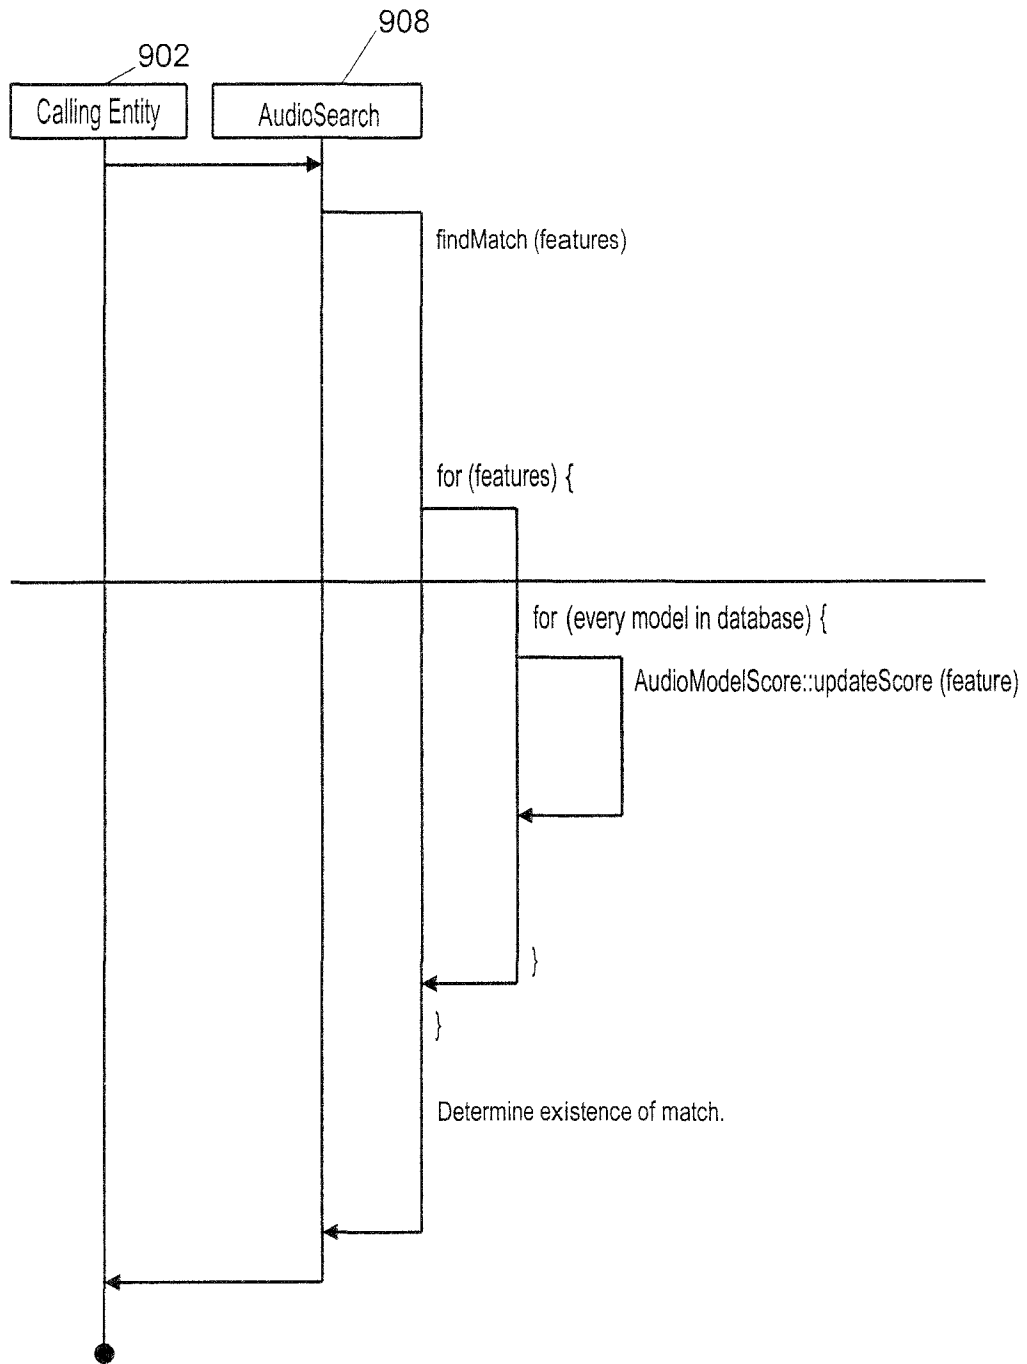 908
902
Calling Entity
AudioSearch
findMatch (features)
for (features) {
for (every model in database) {
AudioModelScore::updateScore (feature)
}
}
Determine existence of match.